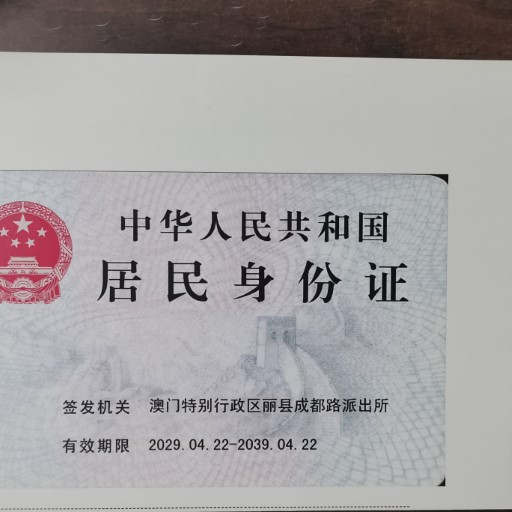 中华人民共和国
居民身份证
签发机关 澳门特别行政区丽县成都路派出所
有效期限 2029.04.22-2039.04.22